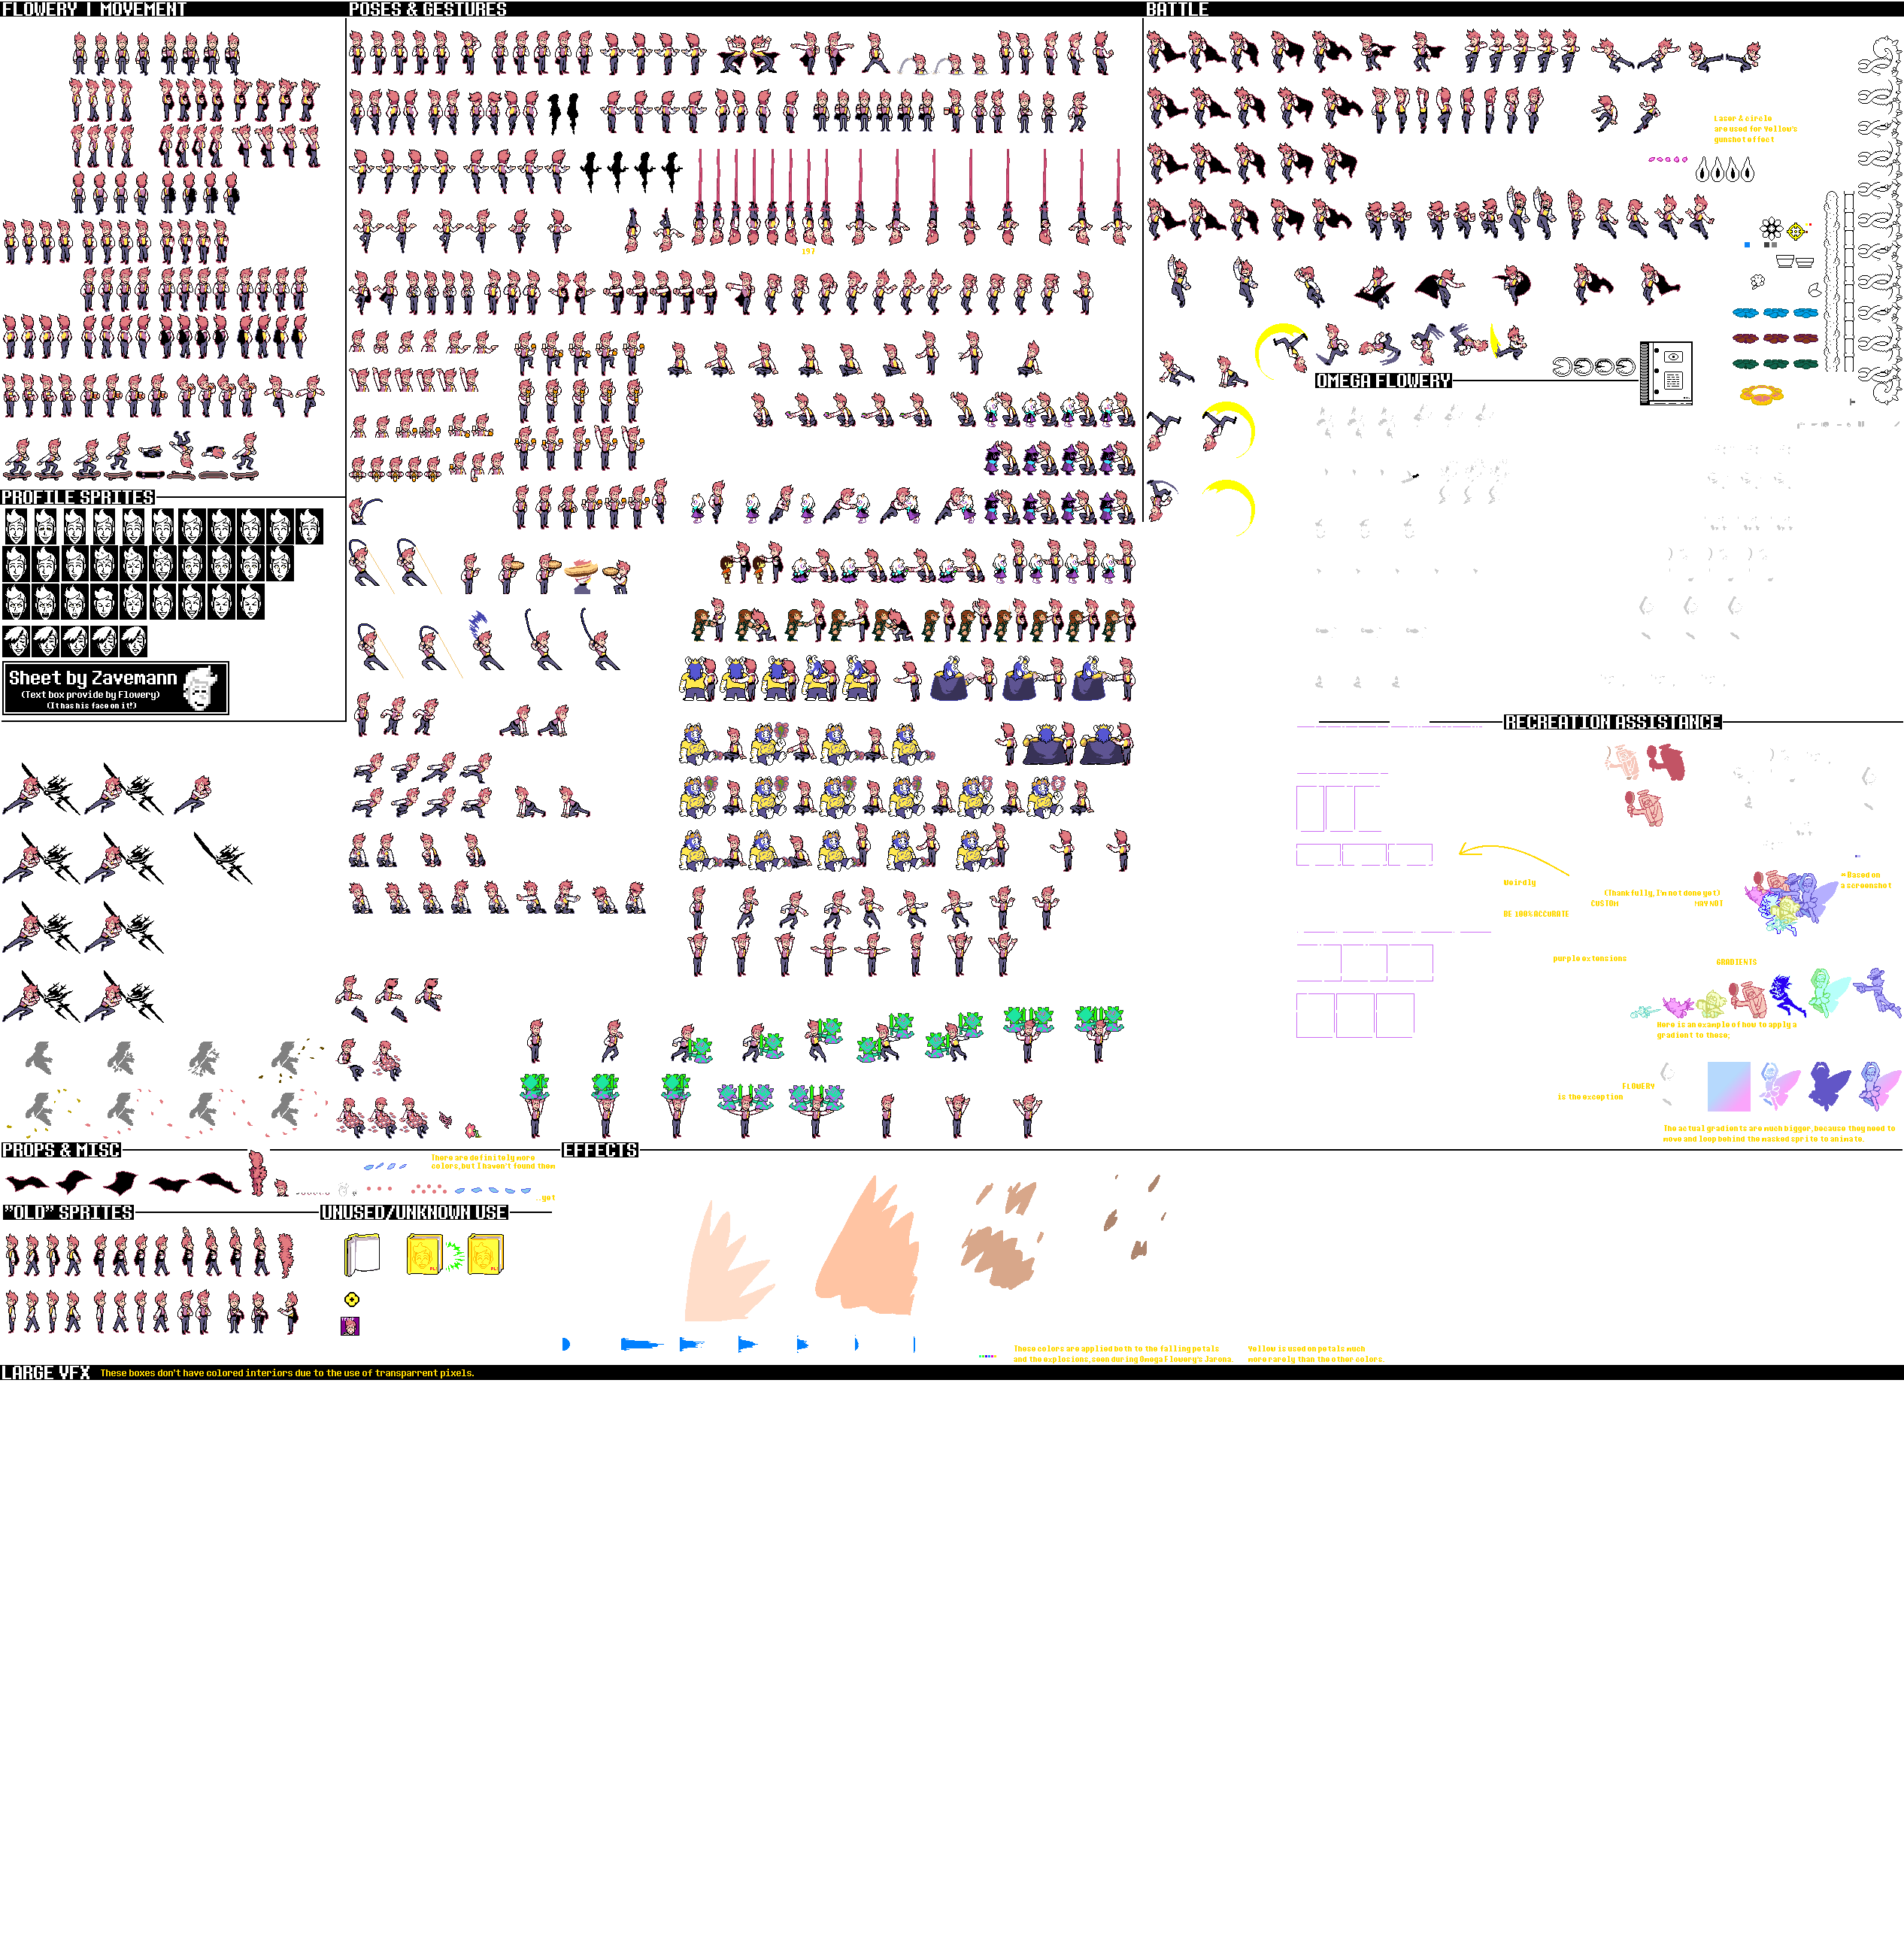 FLOWERY | MOVEMENT
POSES & GESTURES
BATTLE
Laser & circle
are used for Yellow's
gunshot effect
197
OMEGA FLOWERY
PROFILE SPRITES
Sheet by Zavemann
(Text box provide by Flowery)
(It has his face on it!)
RECREATION ASSISTANCE
Weirdly
(Thankfully, I'm not done yet)
CUSTOM
MAY NOT
BE 100% ACCURATE
Based on
a screenshot
purple extensions
GRADIENTS
Here is an example of how to apply a
gradient to these;
FLOWERY
is the exception
The actual gradients are much bigger, because they need to
move and loop behind the masked sprite to animate.
PROPS & MISC
There are definitely more
colors, but I haven't found them
...yet
EFFECTS
"OLD" SPRITES
UNUSED/UNKNOWN USE
These colors are applied both to the falling petals
and the explosions, seen during Omega Flowery's Jarona.
Yellow is used on petals much
more rarely than the other colors.
LARGE VFX
These boxes don't have colored interiors due to the use of transparrent pixels.